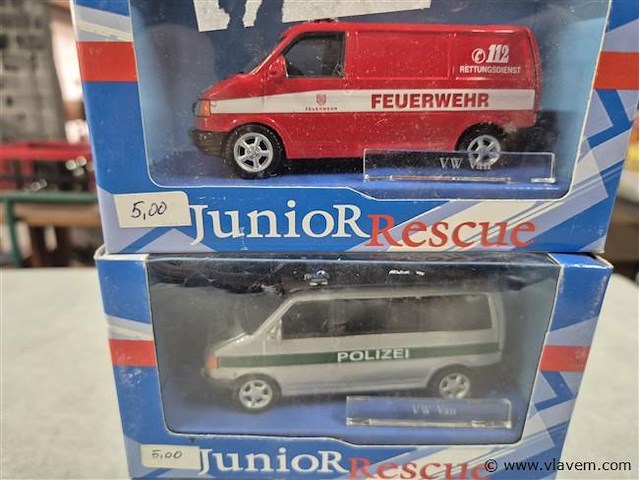 112
RETTUNGSDIENST
FEUERWEHR
FEUERWEHR
VW Van
5,00
JunioR Rescue
POLIZEI
VW Van
5,00
JunioR Rescue
© www.vlavem.com